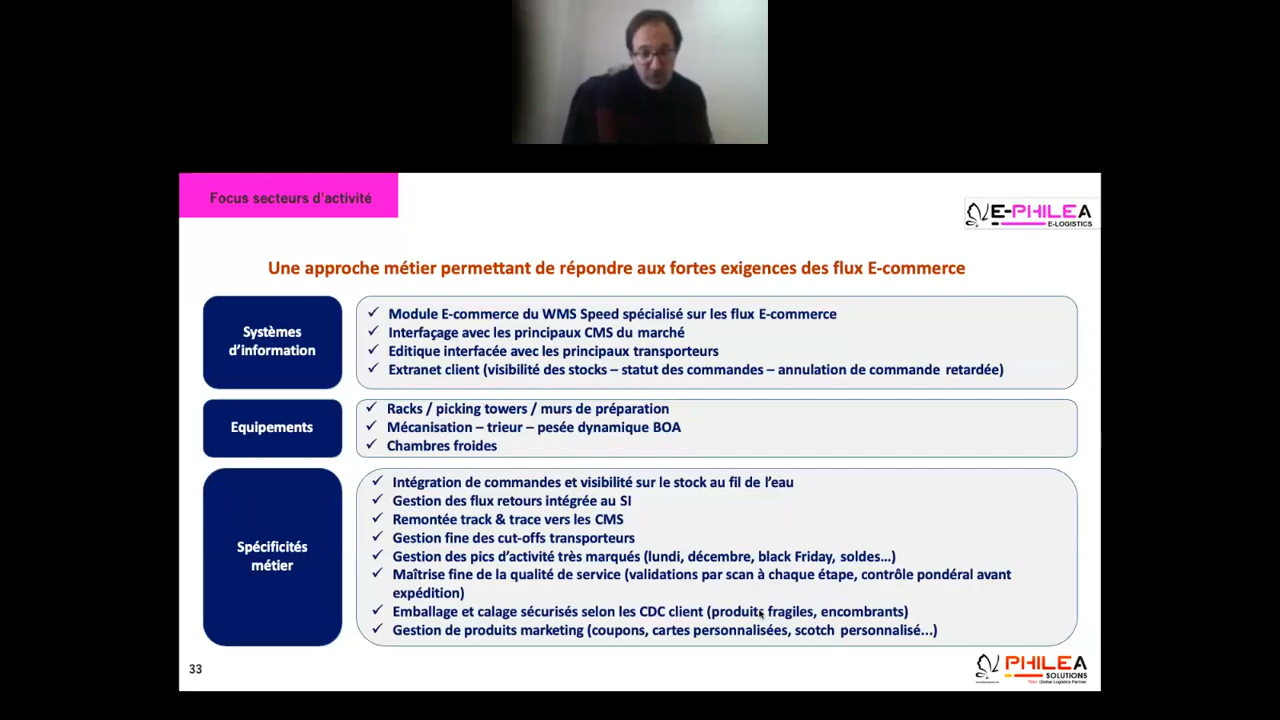 Focus secteurs d'activité
E-PHILEA
E-LOGISTICS
Une approche métier permettant de répondre aux fortes exigences des flux E-commerce
Systèmes
d'information
✓ Module E-commerce du WMS Speed spécialisé sur les flux E-commerce
✓ Interfaçage avec les principaux CMS du marché
✓ Editique interfacée avec les principaux transporteurs
✓ Extranet client (visibilité des stocks – statut des commandes – annulation de commande retardée)
Equipements
✓ Racks / picking towers / murs de préparation
✓ Mécanisation – trieur – pesée dynamique BOA
✓ Chambres froides
Spécificités
métier
✓ Intégration de commandes et visibilité sur le stock au fil de l'eau
✓ Gestion des flux retours intégrée au SI
✓ Remontée track & trace vers les CMS
✓ Gestion fine des cut-offs transporteurs
✓ Gestion des pics d'activité très marqués (lundi, décembre, black Friday, soldes...)
✓ Maîtrise fine de la qualité de service (validations par scan à chaque étape, contrôle pondéral avant
expédition)
✓ Emballage et calage sécurisés selon les CDC client (produits fragiles, encombrants)
✓ Gestion de produits marketing (coupons, cartes personnalisées, scotch personnalisé...)
33
PHILEA
SOLUTIONS
Your Global Logistics Partner